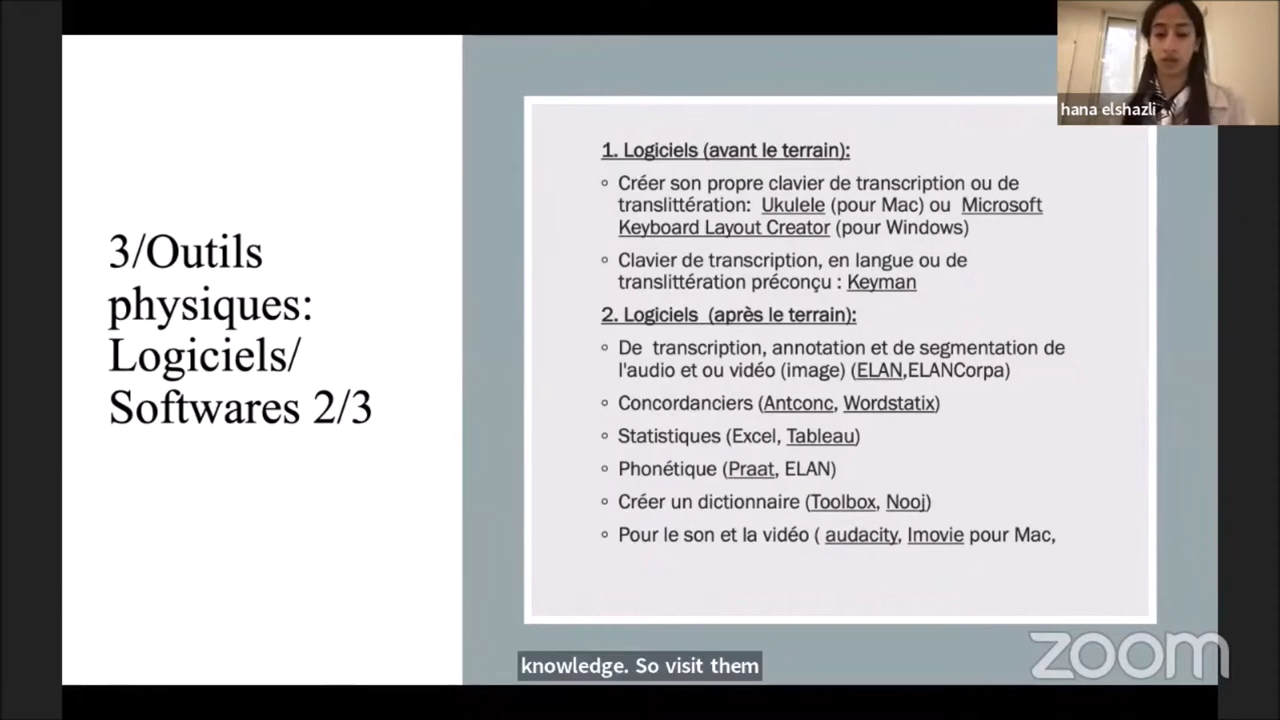 hana elshazli
3/Outils
physiques:
Logiciels/
Softwares 2/3
1. Logiciels (avant le terrain):
◦ Créer son propre clavier de transcription ou de
translittération: Ukulele (pour Mac) ou Microsoft
Keyboard Layout Creator (pour Windows)
◦ Clavier de transcription, en langue ou de
translittération préconçu : Keyman
2. Logiciels (après le terrain):
◦ De transcription, annotation et de segmentation de
l'audio et ou vidéo (image) (ELAN,ELANCorpa)
◦ Concordanciers (Antconc, Wordstatix)
◦ Statistiques (Excel, Tableau)
◦ Phonétique (Praat, ELAN)
◦ Créer un dictionnaire (Toolbox, Nooj)
◦ Pour le son et la vidéo ( audacity, Imovie pour Mac,
knowledge. So visit them
zoom